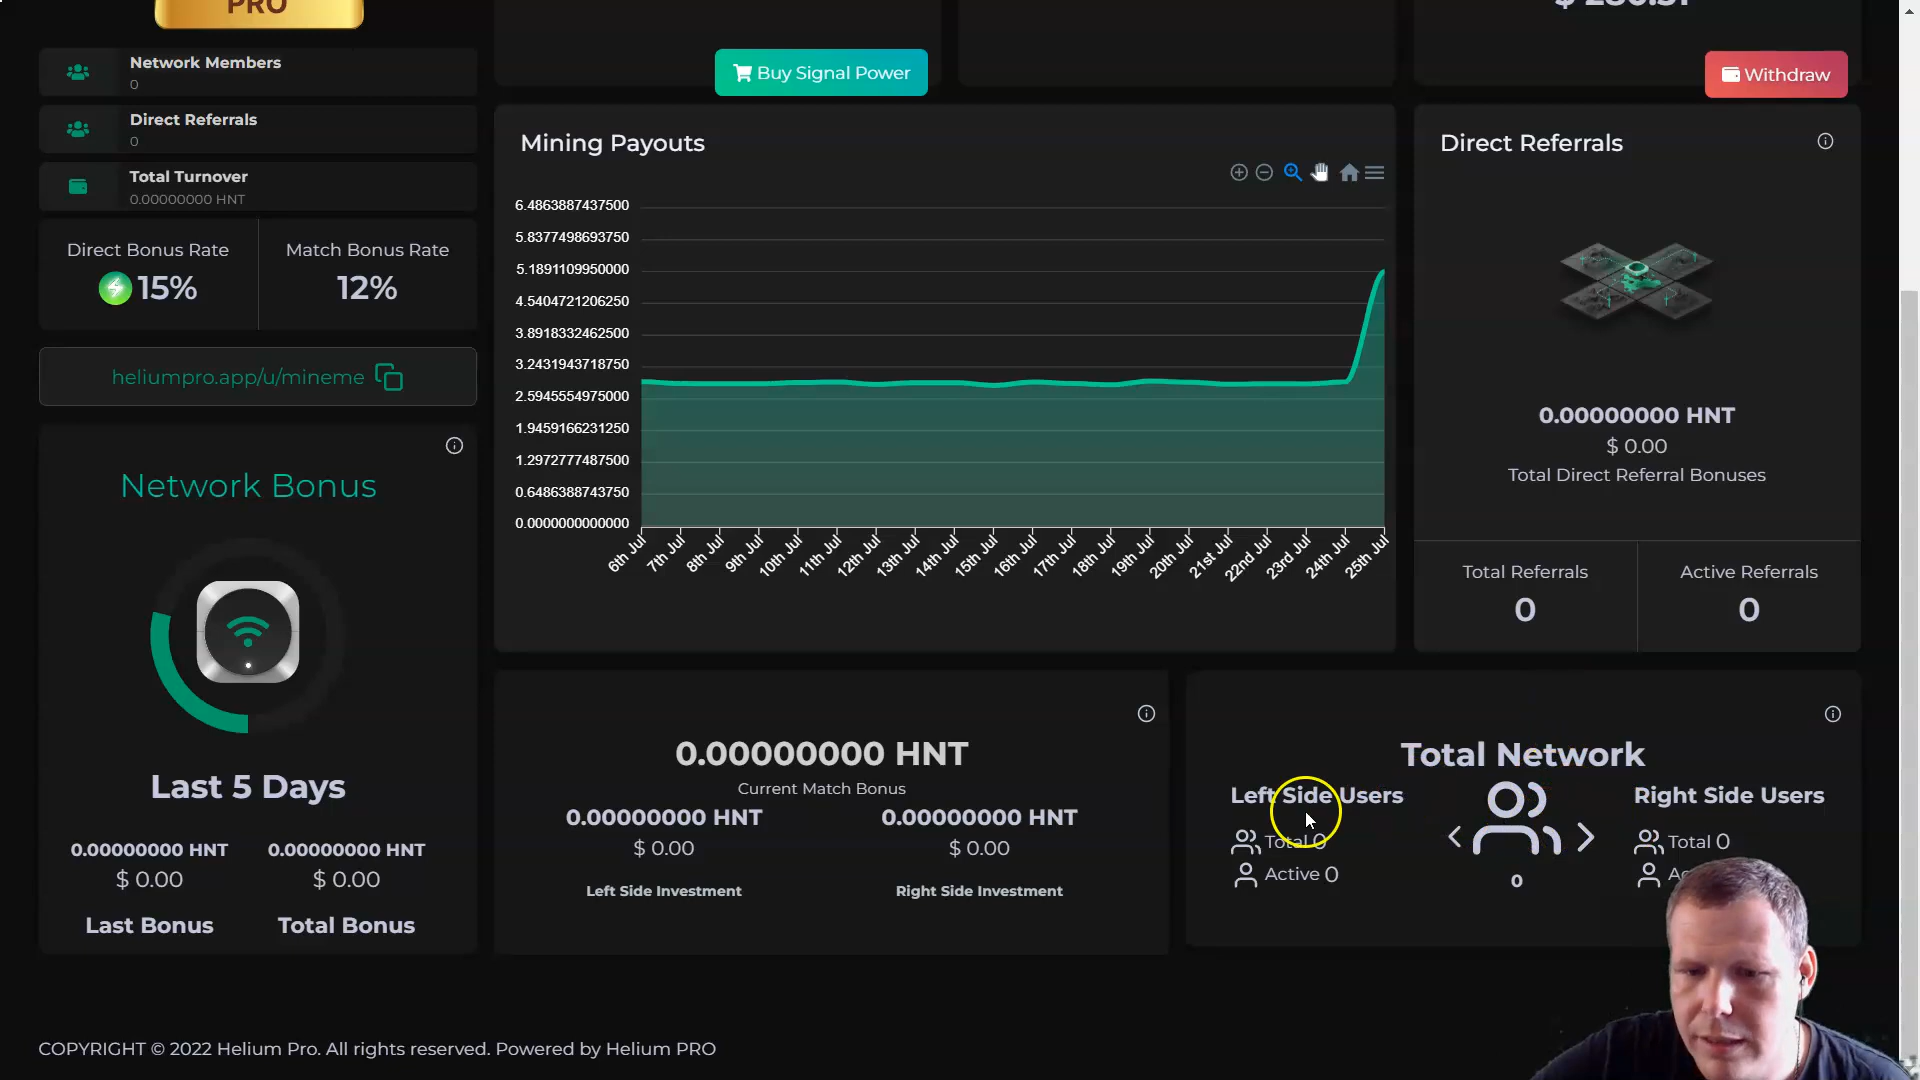 PRO
Network Members
0
Direct Referrals
0
Total Turnover
0.00000000 HNT
Direct Bonus Rate
15%
Match Bonus Rate
12%
heliumpro.app/u/mineme
Network Bonus
Last 5 Days
0.00000000 HNT
$ 0.00
Last Bonus
0.00000000 HNT
$ 0.00
Total Bonus
Buy Signal Power
Withdraw
Mining Payouts
6.4863887437500
5.8377498693750
5.1891109950000
4.5404721206250
3.8918332462500
3.2431943718750
2.5945554975000
1.9459166231250
1.2972777487500
0.6486388743750
0.0000000000000
6th Jul
7th Jul
8th Jul
9th Jul
10th Jul
11th Jul
12th Jul
13th Jul
14th Jul
15th Jul
16th Jul
17th Jul
18th Jul
19th Jul
20th Jul
21st Jul
22nd Jul
23rd Jul
24th Jul
25th Jul
Direct Referrals
0.00000000 HNT
$ 0.00
Total Direct Referral Bonuses
Total Referrals
0
Active Referrals
0
0.00000000 HNT
Current Match Bonus
0.00000000 HNT
$ 0.00
Left Side Investment
0.00000000 HNT
$ 0.00
Right Side Investment
Total Network
Left Side Users
Total 0
Active 0
0
Right Side Users
Total 0
COPYRIGHT © 2022 Helium Pro. All rights reserved. Powered by Helium PRO